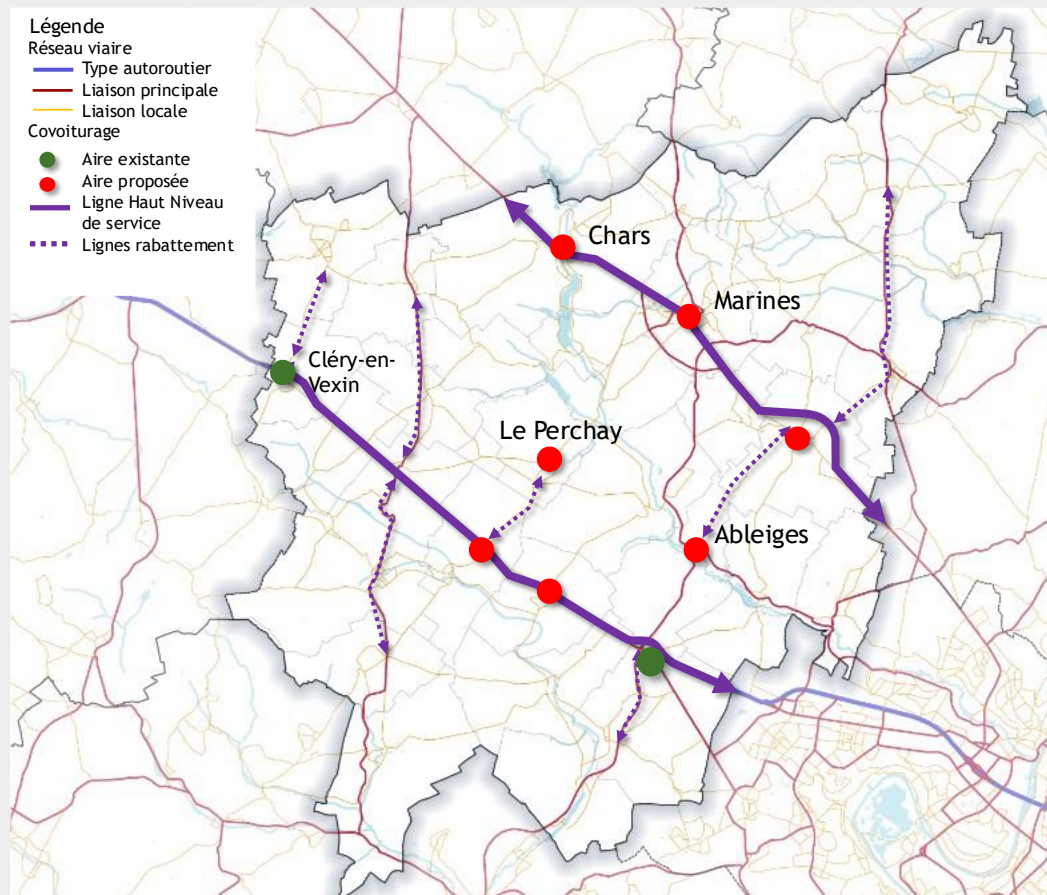 Légende
Réseau viaire
Type autoroutier
Liaison principale
Liaison locale
Covoiturage
Aire existante
Aire proposée
Ligne Haut Niveau
de service
Lignes rabattement
Chars
Marines
Cléry-en-
Vexin
Le Perchay
Ableiges